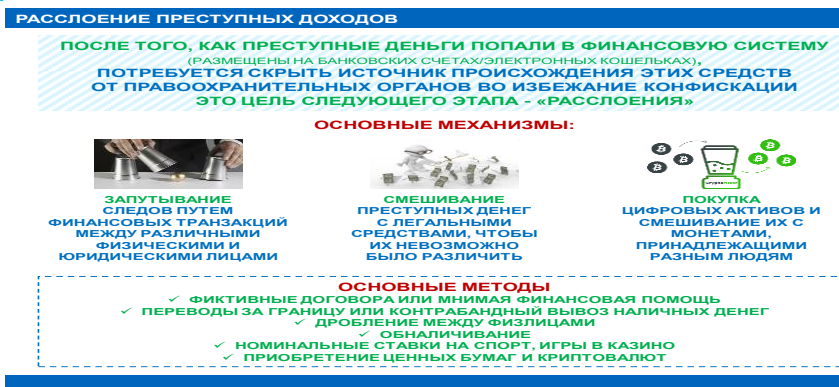 РАССЛОЕНИЕ ПРЕСТУПНЫХ ДОХОДОВ
ПОСЛЕ ТОГО, КАК ПРЕСТУПНЫЕ ДЕНЬГИ ПОПАЛИ В ФИНАНСОВУЮ СИСТЕМУ
(РАЗМЕЩЕНЫ НА БАНКОВСКИХ СЧЕТАХ/ЭЛЕКТРОННЫХ КОШЕЛЬКАХ),
ПОТРЕБУЕТСЯ СКРЫТЬ ИСТОЧНИК ПРОИСХОЖДЕНИЯ ЭТИХ СРЕДСТВ
ОТ ПРАВООХРАНИТЕЛЬНЫХ ОРГАНОВ ВО ИЗБЕЖАНИЕ КОНФИСКАЦИИ
ЭТО ЦЕЛЬ СЛЕДУЮЩЕГО ЭТАПА - «РАССЛОЕНИЯ»
ОСНОВНЫЕ МЕХАНИЗМЫ:
ЗАПУТЫВАНИЕ
СЛЕДОВ ПУТЕМ
ФИНАНСОВЫХ ТРАНЗАКЦИЙ
МЕЖДУ РАЗЛИЧНЫМИ
ФИЗИЧЕСКИМИ И
ЮРИДИЧЕСКИМИ ЛИЦАМИ
СМЕШИВАНИЕ
ПРЕСТУПНЫХ ДЕНЕГ
С ЛЕГАЛЬНЫМИ
СРЕДСТВАМИ, ЧТОБЫ
ИХ НЕВОЗМОЖНО
БЫЛО РАЗЛИЧИТЬ
ПОКУПКА
ЦИФРОВЫХ АКТИВОВ И
СМЕШИВАНИЕ ИХ С
МОНЕТАМИ,
ПРИНАДЛЕЖАЩИМИ
РАЗНЫМ ЛЮДЯМ
ОСНОВНЫЕ МЕТОДЫ
✓ ФИКТИВНЫЕ ДОГОВОРА ИЛИ МНИМАЯ ФИНАНСОВАЯ ПОМОЩЬ
✓ ПЕРЕВОДЫ ЗА ГРАНИЦУ ИЛИ КОНТРАБАНДНЫЙ ВЫВОЗ НАЛИЧНЫХ ДЕНЕГ
✓ ДРОБЛЕНИЕ МЕЖДУ ФИЗЛИЦАМИ
✓ ОБНАЛИЧИВАНИЕ
✓ НОМИНАЛЬНЫЕ СТАВКИ НА СПОРТ, ИГРЫ В КАЗИНО
✓ ПРИОБРЕТЕНИЕ ЦЕННЫХ БУМАГ И КРИПТОВАЛЮТ